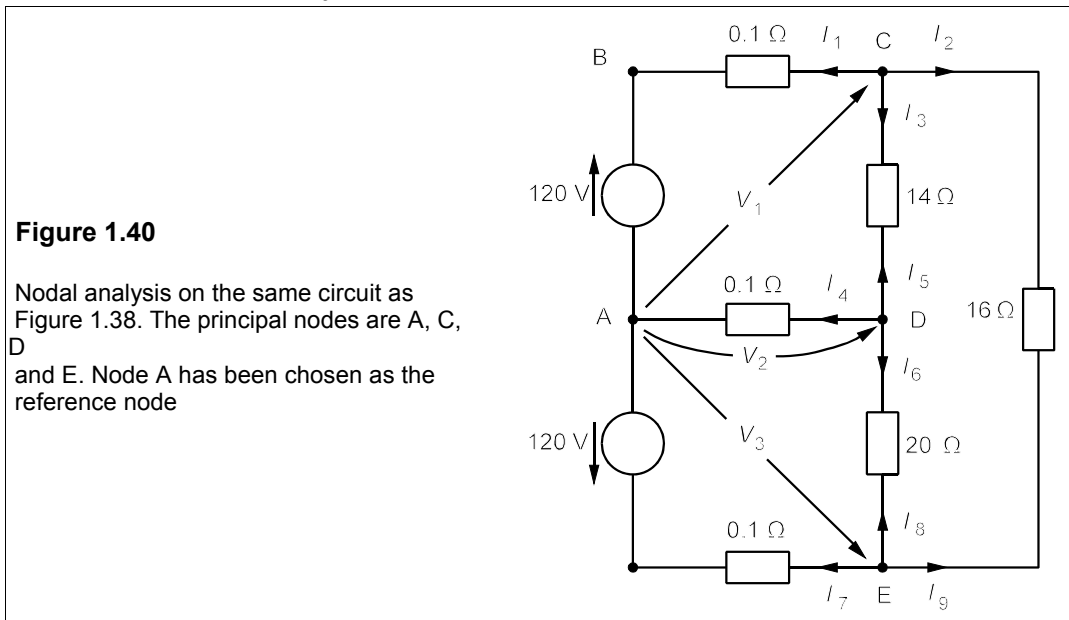 Figure 1.40
Nodal analysis on the same circuit as
Figure 1.38. The principal nodes are A, C,
D
and E. Node A has been chosen as the
reference node
0.1 Ω I1 C I2
B
I3
120 V V1 14 Ω
0.1 Ω I4 I5
A D 16 Ω
V2
I6
120 V V3 20 Ω
0.1 Ω I8
I7 E I9